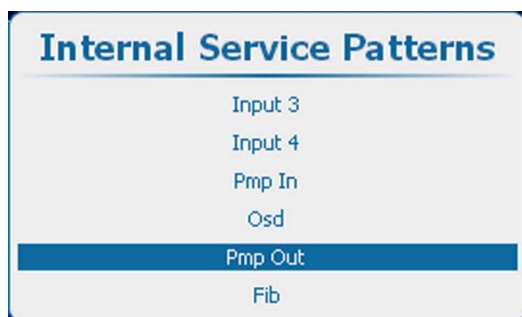 Internal Service Patterns
Input 3
Input 4
Pmp In
Osd
Pmp Out
Fib